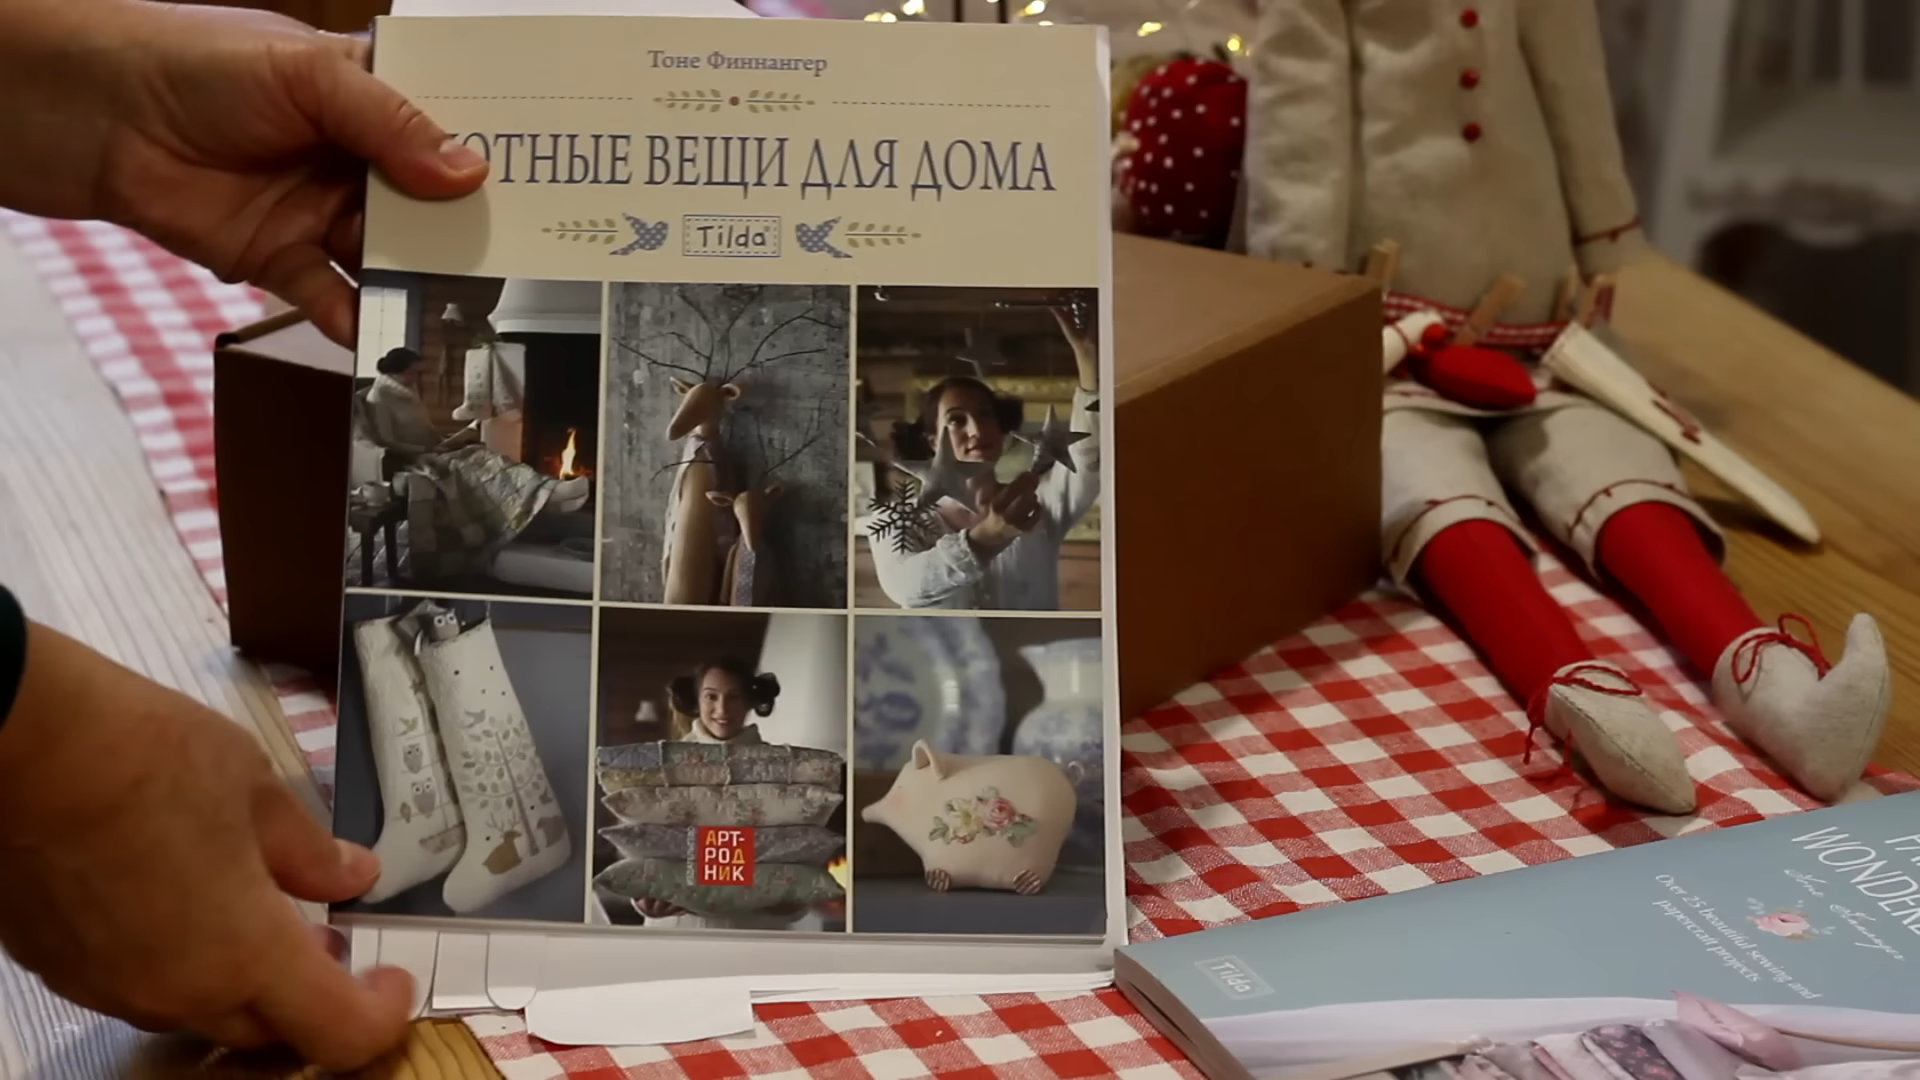 Тоне Финнангер
ОТНЫЕ ВЕЩИ ДЛЯ ДОМА
Tilda
АРТ-
РОД
НИК
WONDER
Over 25 beautiful sewing and
papercraft projects
Tilda